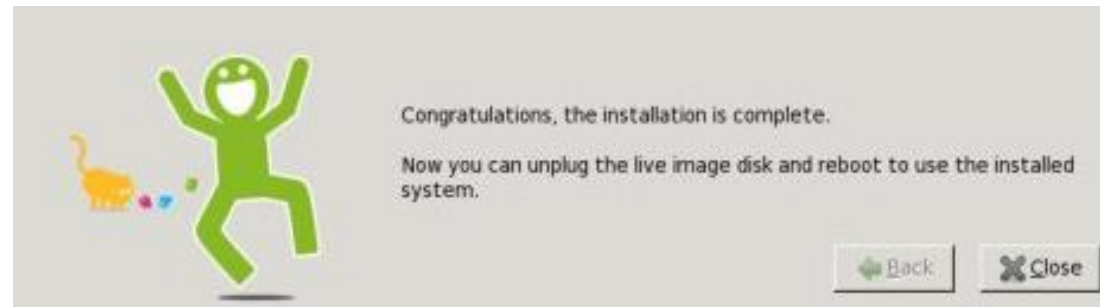 Congratulations, the installation is complete.
Now you can unplug the live image disk and reboot to use the installed
system.
Back
Close